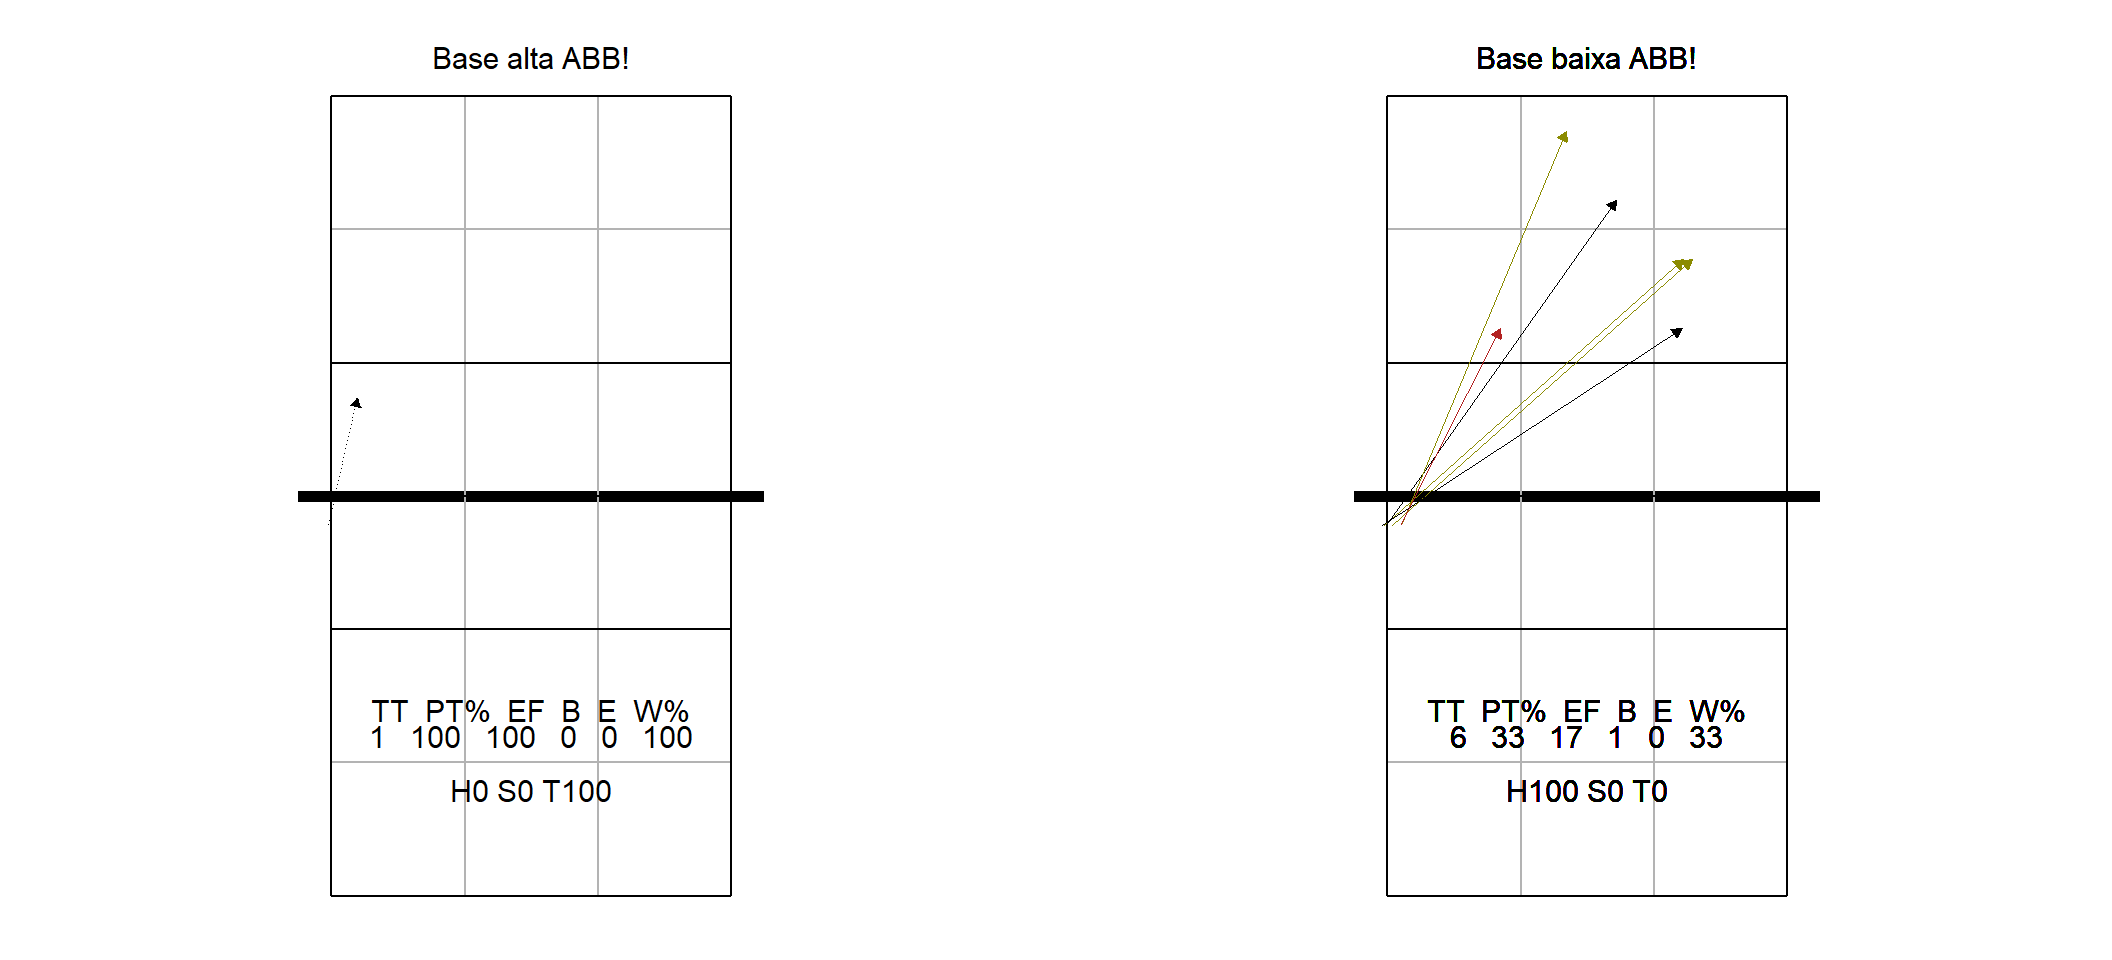 Base alta ABB!
TT PT% EF B E W%
1 100 100 0 0 100
H0 S0 T100
Base baixa ABB!
TT PT% EF B E W%
6 33 17 1 0 33
H100 S0 T0